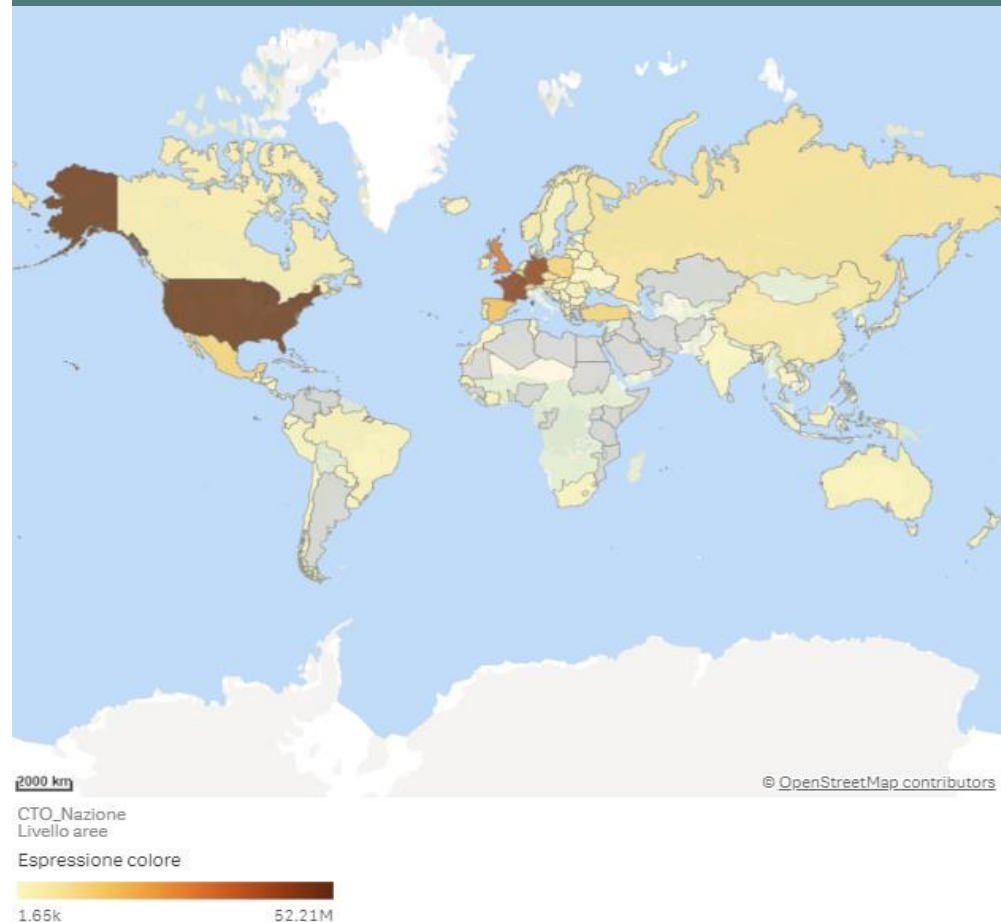 2000 km
© OpenStreetMap contributors
CTO_Nazione
Livello aree
Espressione colore
1.65k 52.21M